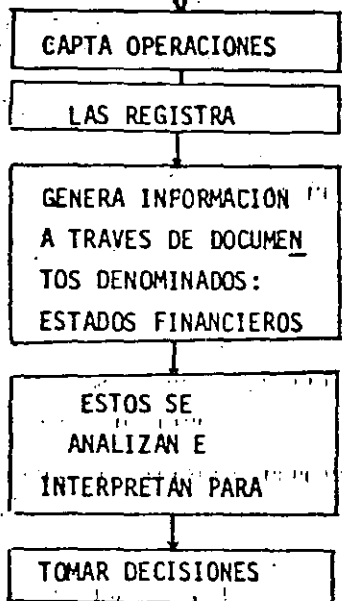 CAPTA OPERACIONES
LAS REGISTRA
GENERA INFORMACION
A TRAVES DE DOCUMEN
TOS DENOMINADOS:
ESTADOS FINANCIEROS
ESTOS SE
ANALIZAN E
INTERPRETAN PARA
TOMAR DECISIONES